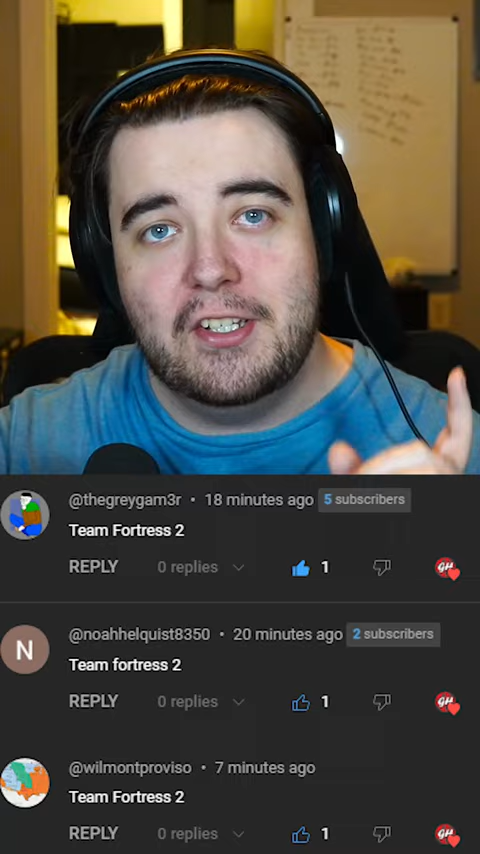 @thegreygam3r • 18 minutes ago 5 subscribers
Team Fortress 2
REPLY 0 replies 1
@noahhelquist8350 • 20 minutes ago 2 subscribers
N
Team fortress 2
REPLY 0 replies 1
@wilmontproviso • 7 minutes ago
Team Fortress 2
REPLY 0 replies 1